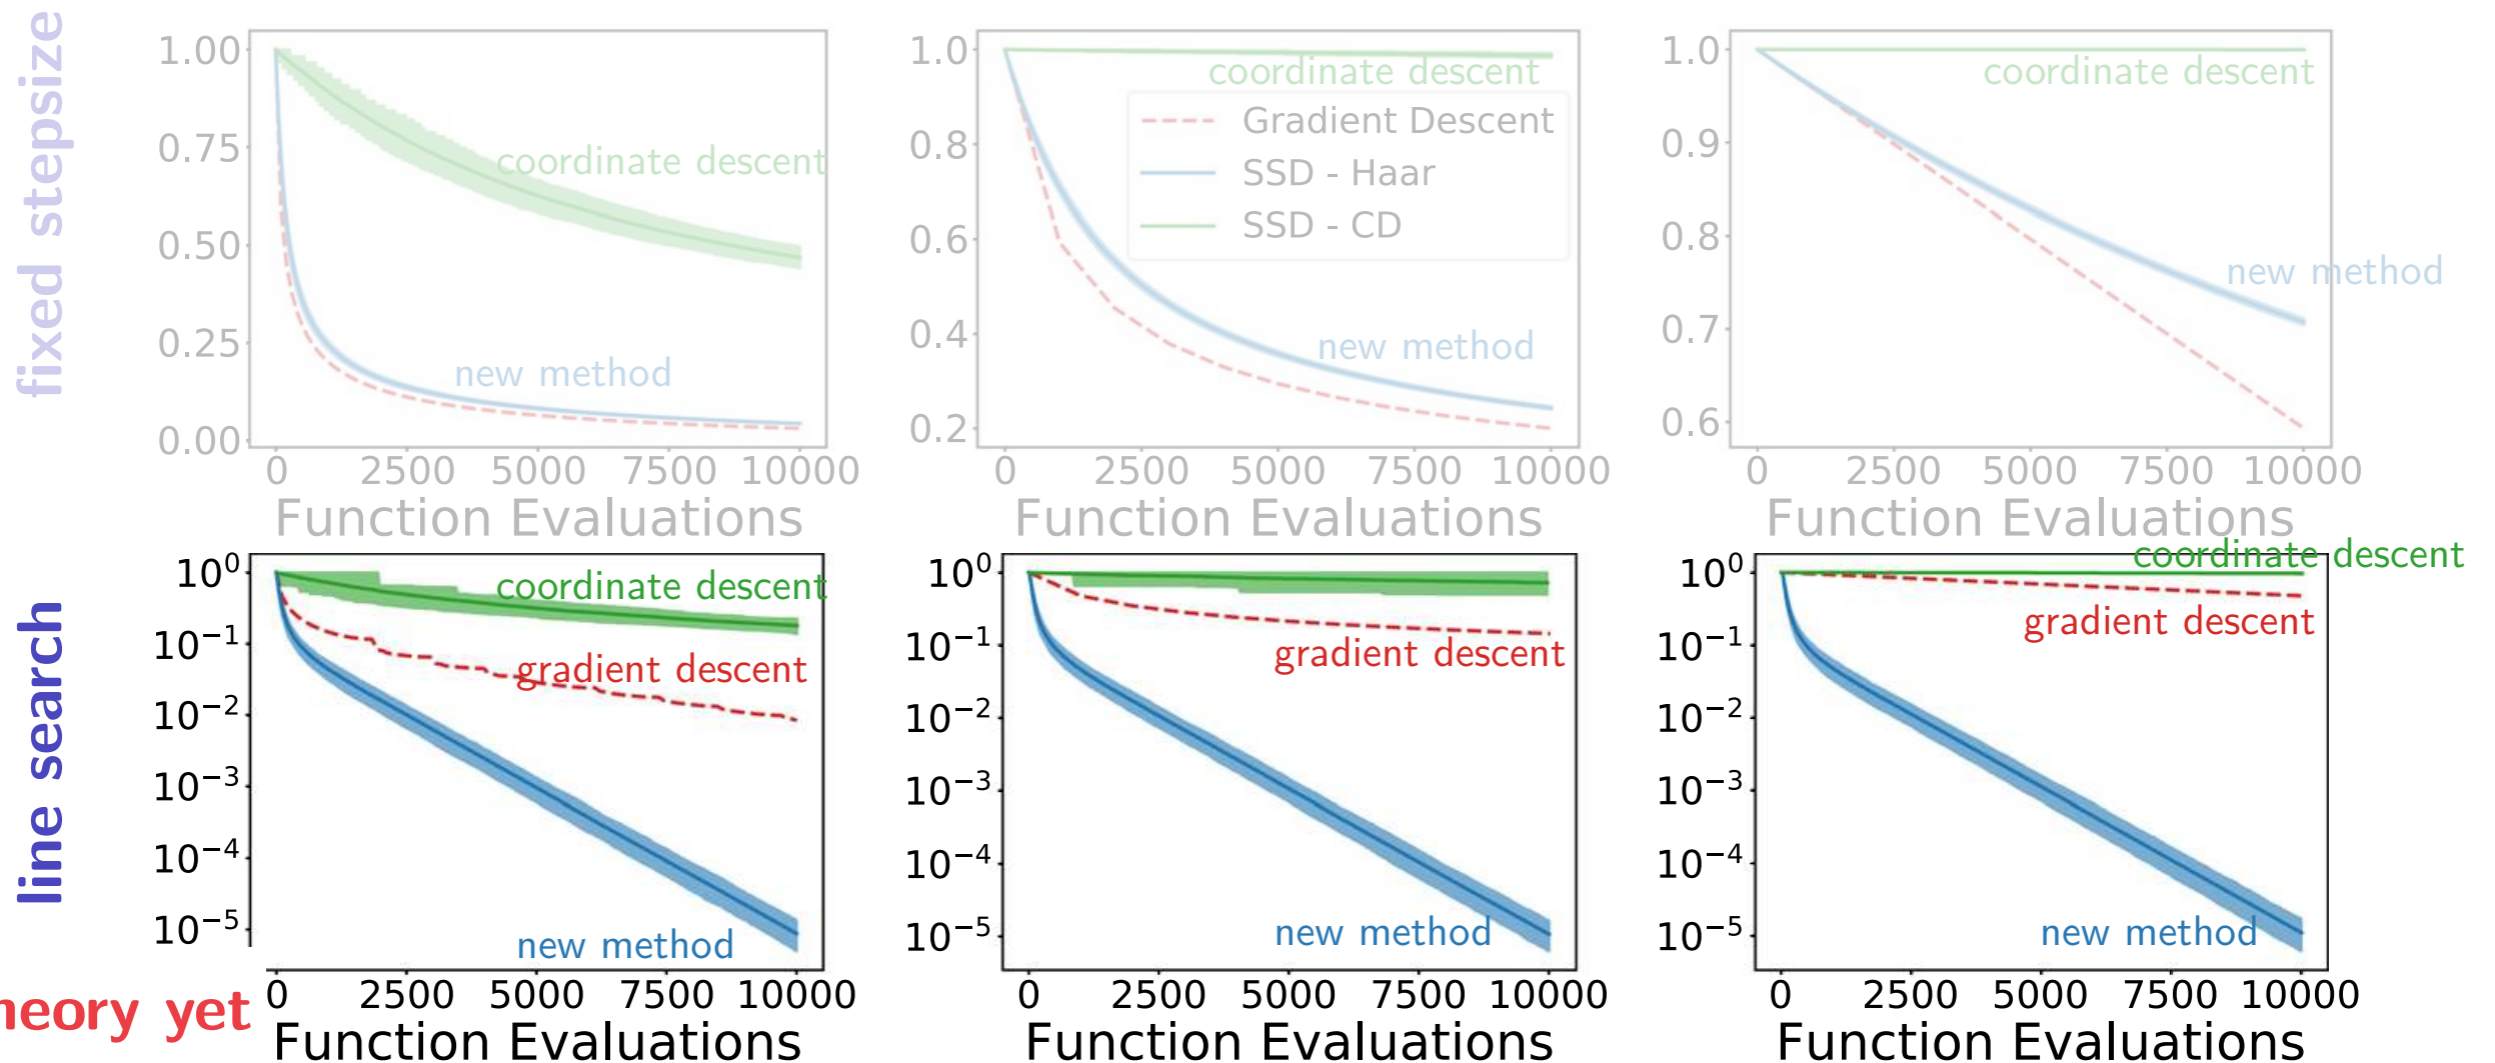 fixed stepsize
1.00
0.75
0.50
0.25
0.00
coordinate descent
new method
0 2500 5000 7500 10000
Function Evaluations
1.0
0.8
0.6
0.4
0.2
coordinate descent
Gradient Descent
SSD - Haar
SSD - CD
new method
0 2500 5000 7500 10000
Function Evaluations
1.0
0.9
0.8
0.7
0.6
coordinate descent
new method
0 2500 5000 7500 10000
Function Evaluations
line search
10⁰
10⁻¹
10⁻²
10⁻³
10⁻⁴
10⁻⁵
coordinate descent
gradient descent
new method
0 2500 5000 7500 10000
Function Evaluations
10⁰
10⁻¹
10⁻²
10⁻³
10⁻⁴
10⁻⁵
gradient descent
new method
0 2500 5000 7500 10000
Function Evaluations
10⁰
10⁻¹
10⁻²
10⁻³
10⁻⁴
10⁻⁵
coordinate descent
gradient descent
new method
0 2500 5000 7500 10000
Function Evaluations
yet